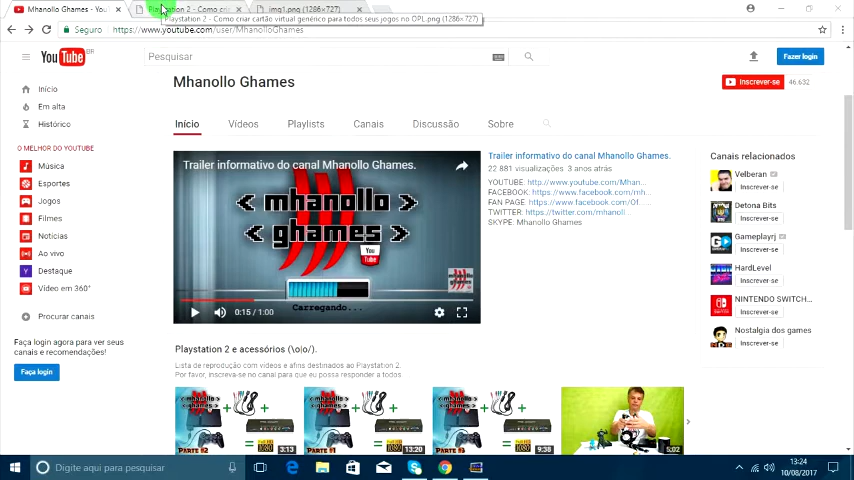 Mhanollo Ghames - You
Playstation 2 - Como cri
img1.png (1286×727)
Playstation 2 - Como criar cartão virtual genérico para todos seus jogos no OPL.png (1286×727)
Seguro
https://www.youtube.com/user/MhanolloGhames
YouTube BR
Pesquisar
Fazer login
Mhanollo Ghames
Inscrever-se 46.632
Início Vídeos Playlists Canais Discussão Sobre
Início
Em alta
Histórico
O MELHOR DO YOUTUBE
Música
Esportes
Jogos
Filmes
Notícias
Ao vivo
Destaque
Vídeo em 360°
Procurar canais
Faça login agora para ver seus
canais e recomendações!
Faça login
Trailer informativo do canal Mhanollo Ghames.
< mhanollo >
< ghames >
You Tube
Carregando...
0:15 / 1:00
Trailer informativo do canal Mhanollo Ghames.
22 881 visualizações 3 anos atrás
YOUTUBE: http://www.youtube.com/Mhan...
FACEBOOK: https://www.facebook.com/mh...
FAN PAGE: https://www.facebook.com/Of...
TWITTER: https://twitter.com/mhanoll...
SKYPE: Mhanollo Ghames
Canais relacionados
Velberan
Inscrever-se
Detona Bits
Inscrever-se
Gameplayrj
Inscrever-se
HardLevel
Inscrever-se
NINTENDO SWITCH...
Inscrever-se
Nostalgia dos games
Inscrever-se
Playstation 2 e acessórios (\o|o/).
Lista de reprodução com vídeos e afins destinados ao Playstation 2.
Por favor, inscreva-se no canal para que eu possa responder a todos
PARTE #2 3:13
PARTE #1 13:20
9:38
5:02
Digite aqui para pesquisar
13:24
10/08/2017